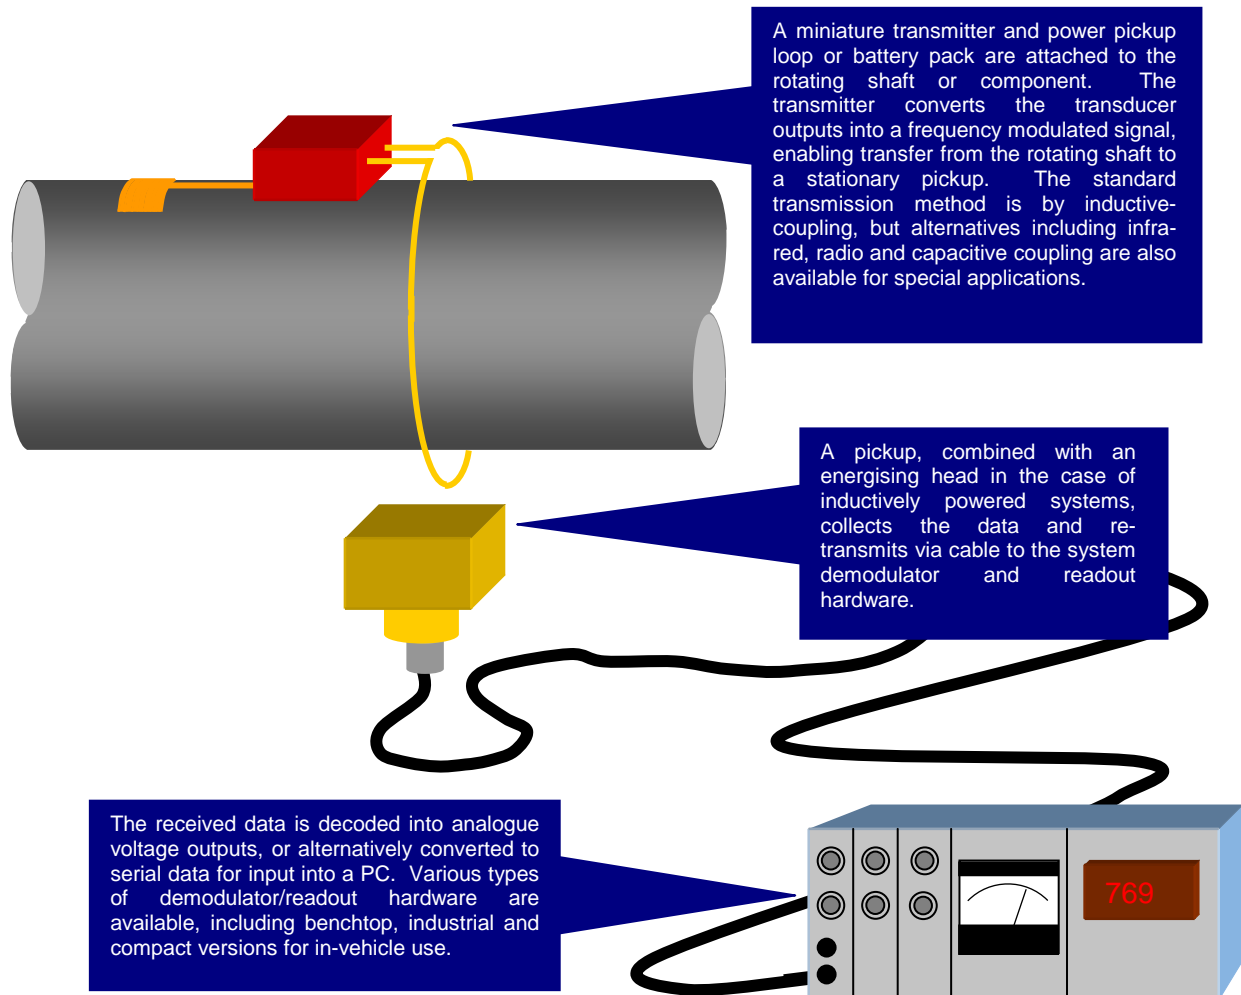 A miniature transmitter and power pickup
loop or battery pack are attached to the
rotating shaft or component. The
transmitter converts the transducer
outputs into a frequency modulated signal,
enabling transfer from the rotating shaft to
a stationary pickup. The standard
transmission method is by inductive-
coupling, but alternatives including infra-
red, radio and capacitive coupling are also
available for special applications.
A pickup, combined with an
energising head in the case of
inductively powered systems,
collects the data and re-
transmits via cable to the system
demodulator and readout
hardware.
The received data is decoded into analogue
voltage outputs, or alternatively converted to
serial data for input into a PC. Various types
of demodulator/readout hardware are
available, including benchtop, industrial and
compact versions for in-vehicle use.
769